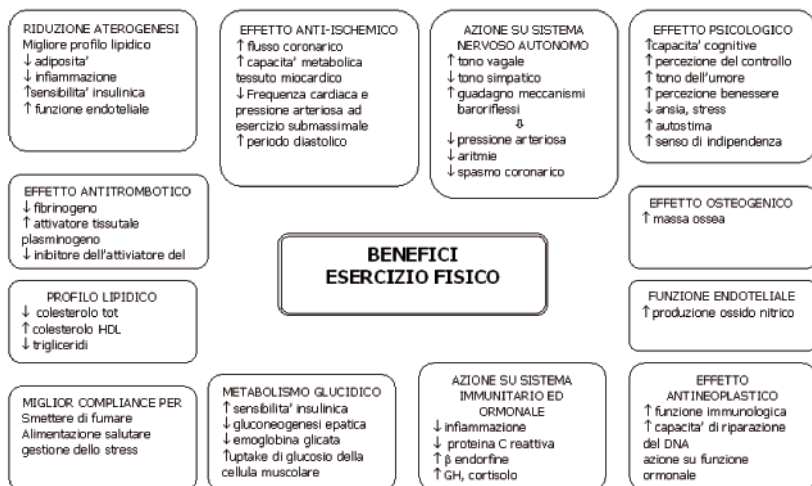 RIDUZIONE ATEROGENESI
Migliore profilo lipidico
↓ adiposita'
↓ infiammazione
↑sensibilita' insulinica
↑ funzione endoteliale
EFFETTO ANTI-ISCHEMICO
↑ flusso coronarico
↑ capacita' metabolica
tessuto miocardico
↓ Frequenza cardiaca e
pressione arteriosa ad
esercizio submassimale
↑ periodo diastolico
AZIONE SU SISTEMA
NERVOSO AUTONOMO
↑ tono vagale
↓ tono simpatico
↑ guadagno meccanismi
baroriflessi
⇩
↓ pressione arteriosa
↓ aritmie
↓ spasmo coronarico
EFFETTO PSICOLOGICO
↑capacita' cognitive
↑ percezione del controllo
↑ tono dell'umore
↑ percezione benessere
↓ ansia, stress
↑ autostima
↑ senso di indipendenza
EFFETTO ANTITROMBOTICO
↓ fibrinogeno
↑ attivatore tissutale
plasminogeno
↓ inibitore dell'attiviatore del
EFFETTO OSTEOGENICO
↑ massa ossea
BENEFICI
ESERCIZIO FISICO
PROFILO LIPIDICO
↓ colesterolo tot
↑ colesterolo HDL
↓ trigliceridi
FUNZIONE ENDOTELIALE
↑ produzione ossido nitrico
MIGLIOR COMPLIANCE PER
Smettere di fumare
Alimentazione salutare
gestione dello stress
METABOLISMO GLUCIDICO
↑ sensibilita' insulinica
↓ gluconeogenesi epatica
↓ emoglobina glicata
↑uptake di glucosio della
cellula muscolare
AZIONE SU SISTEMA
IMMUNITARIO ED
ORMONALE
↓ infiammazione
↓ proteina C reattiva
↑ β endorfine
↑ GH, cortisolo
EFFETTO
ANTINEOPLASTICO
↑ funzione immunologica
↑ capacita' di riparazione
del DNA
azione su funzione
ormonale